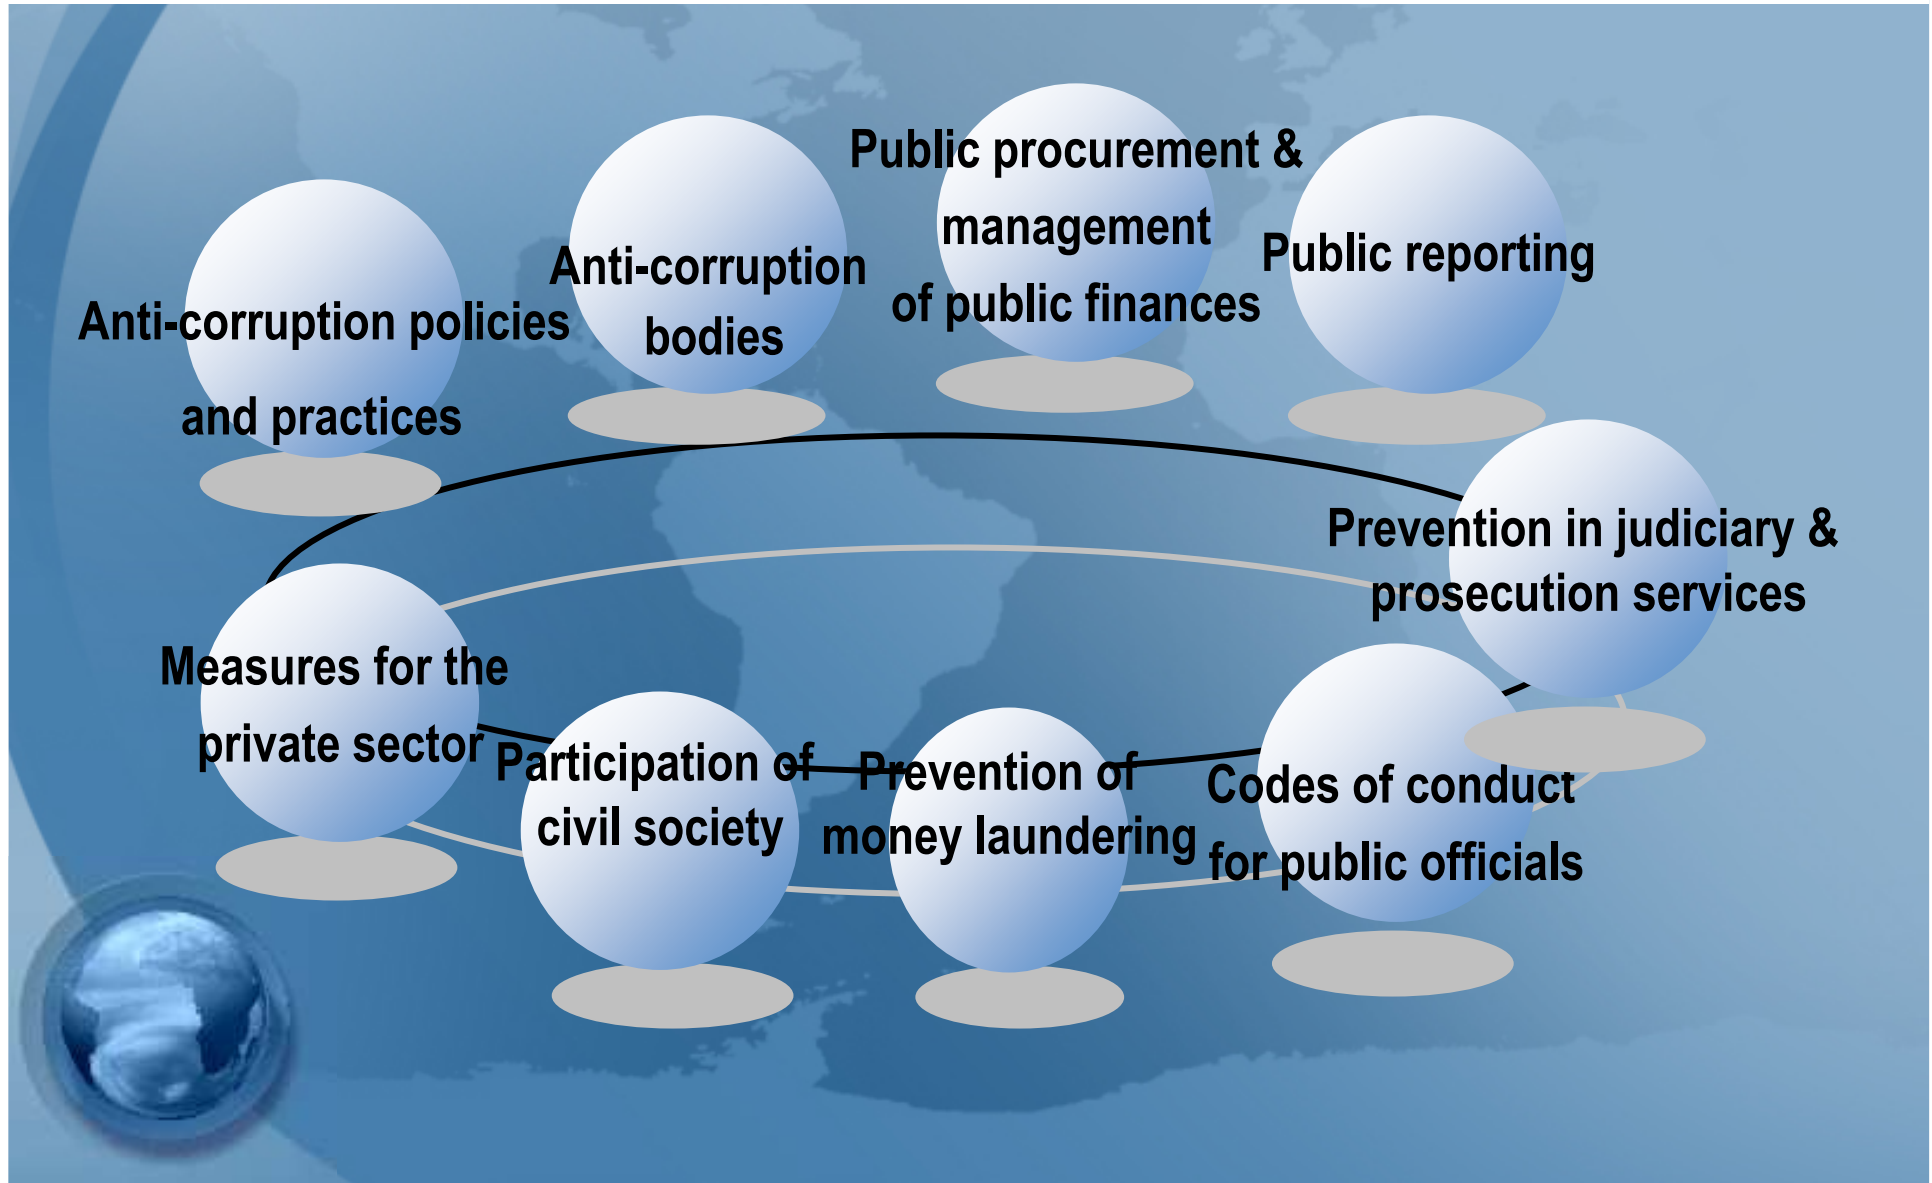 Anti-corruption policies
and practices
Anti-corruption
bodies
Public procurement &
management
of public finances
Public reporting
Prevention in judiciary &
prosecution services
Measures for the
private sector
Participation of
civil society
Prevention of
money laundering
Codes of conduct
for public officials